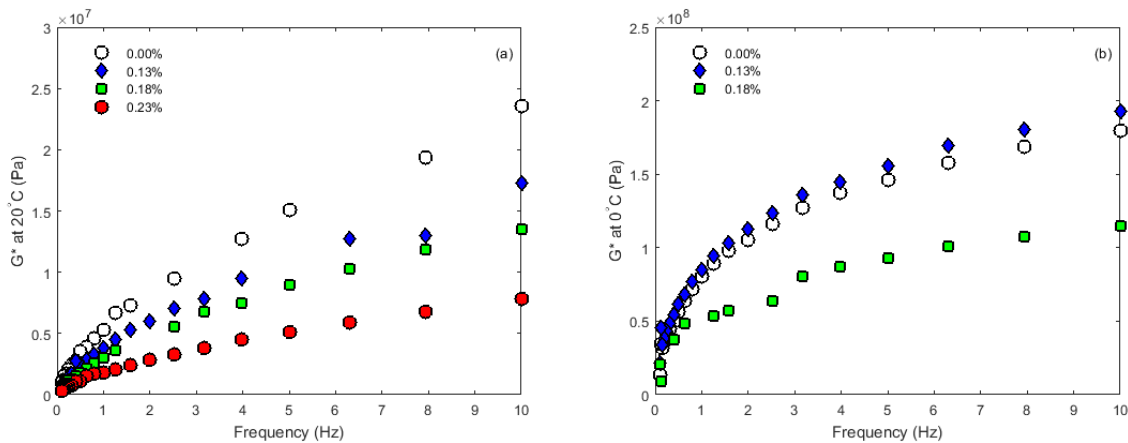 ×10^7
3
2.5
2
1.5
1
0.5
0
0 1 2 3 4 5 6 7 8 9 10
G* at 20°C (Pa)
Frequency (Hz)
(a)
0.00%
0.13%
0.18%
0.23%
×10^8
2.5
2
1.5
1
0.5
0
0 1 2 3 4 5 6 7 8 9 10
G* at 0°C (Pa)
Frequency (Hz)
(b)
0.00%
0.13%
0.18%